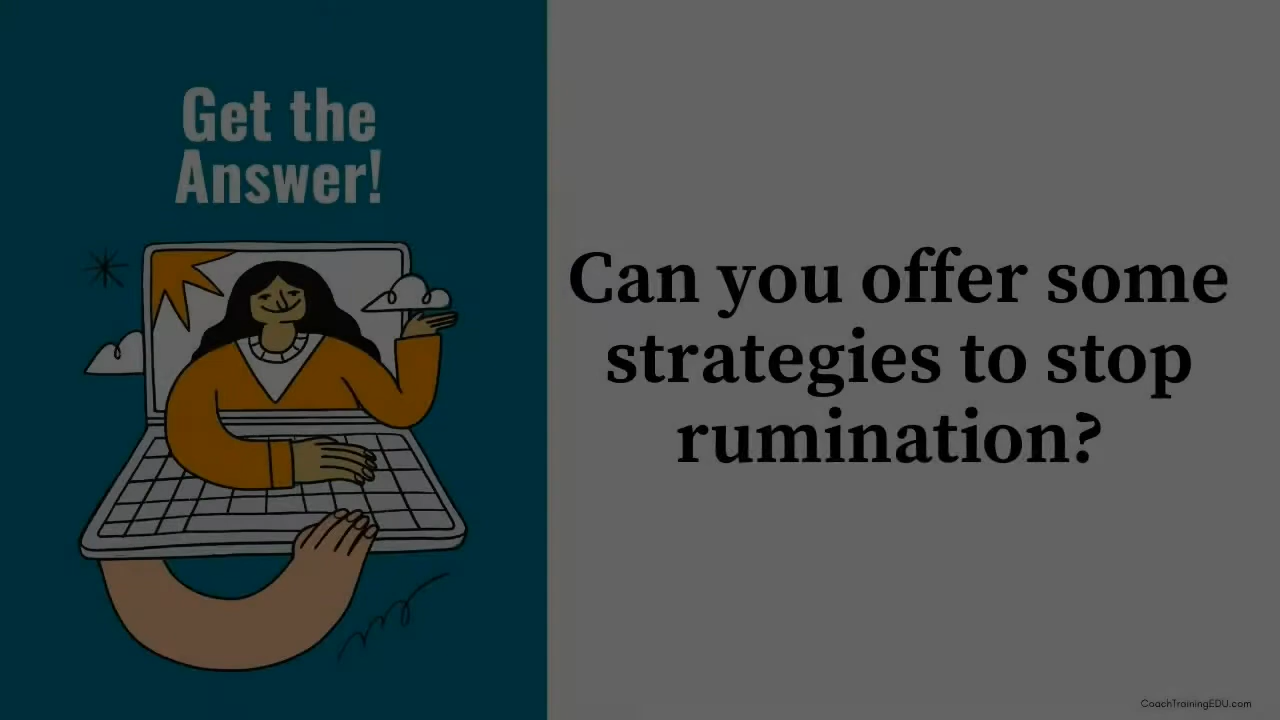 Get the
Answer!
Can you offer some
strategies to stop
rumination?
CoachTrainingEDU.com